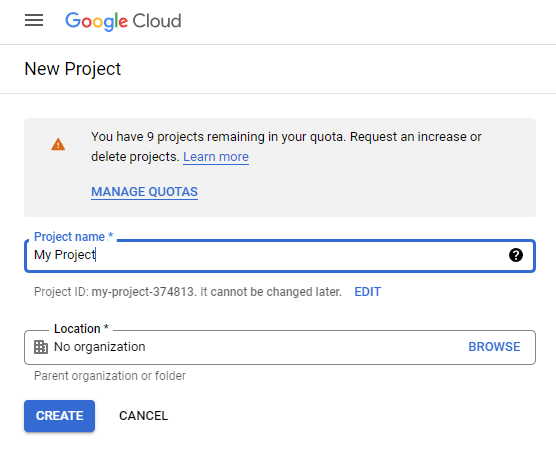 Google Cloud
New Project
You have 9 projects remaining in your quota. Request an increase or
delete projects. Learn more
MANAGE QUOTAS
Project name *
My Project
Project ID: my-project-374813. It cannot be changed later. EDIT
Location *
No organization BROWSE
Parent organization or folder
CREATE CANCEL